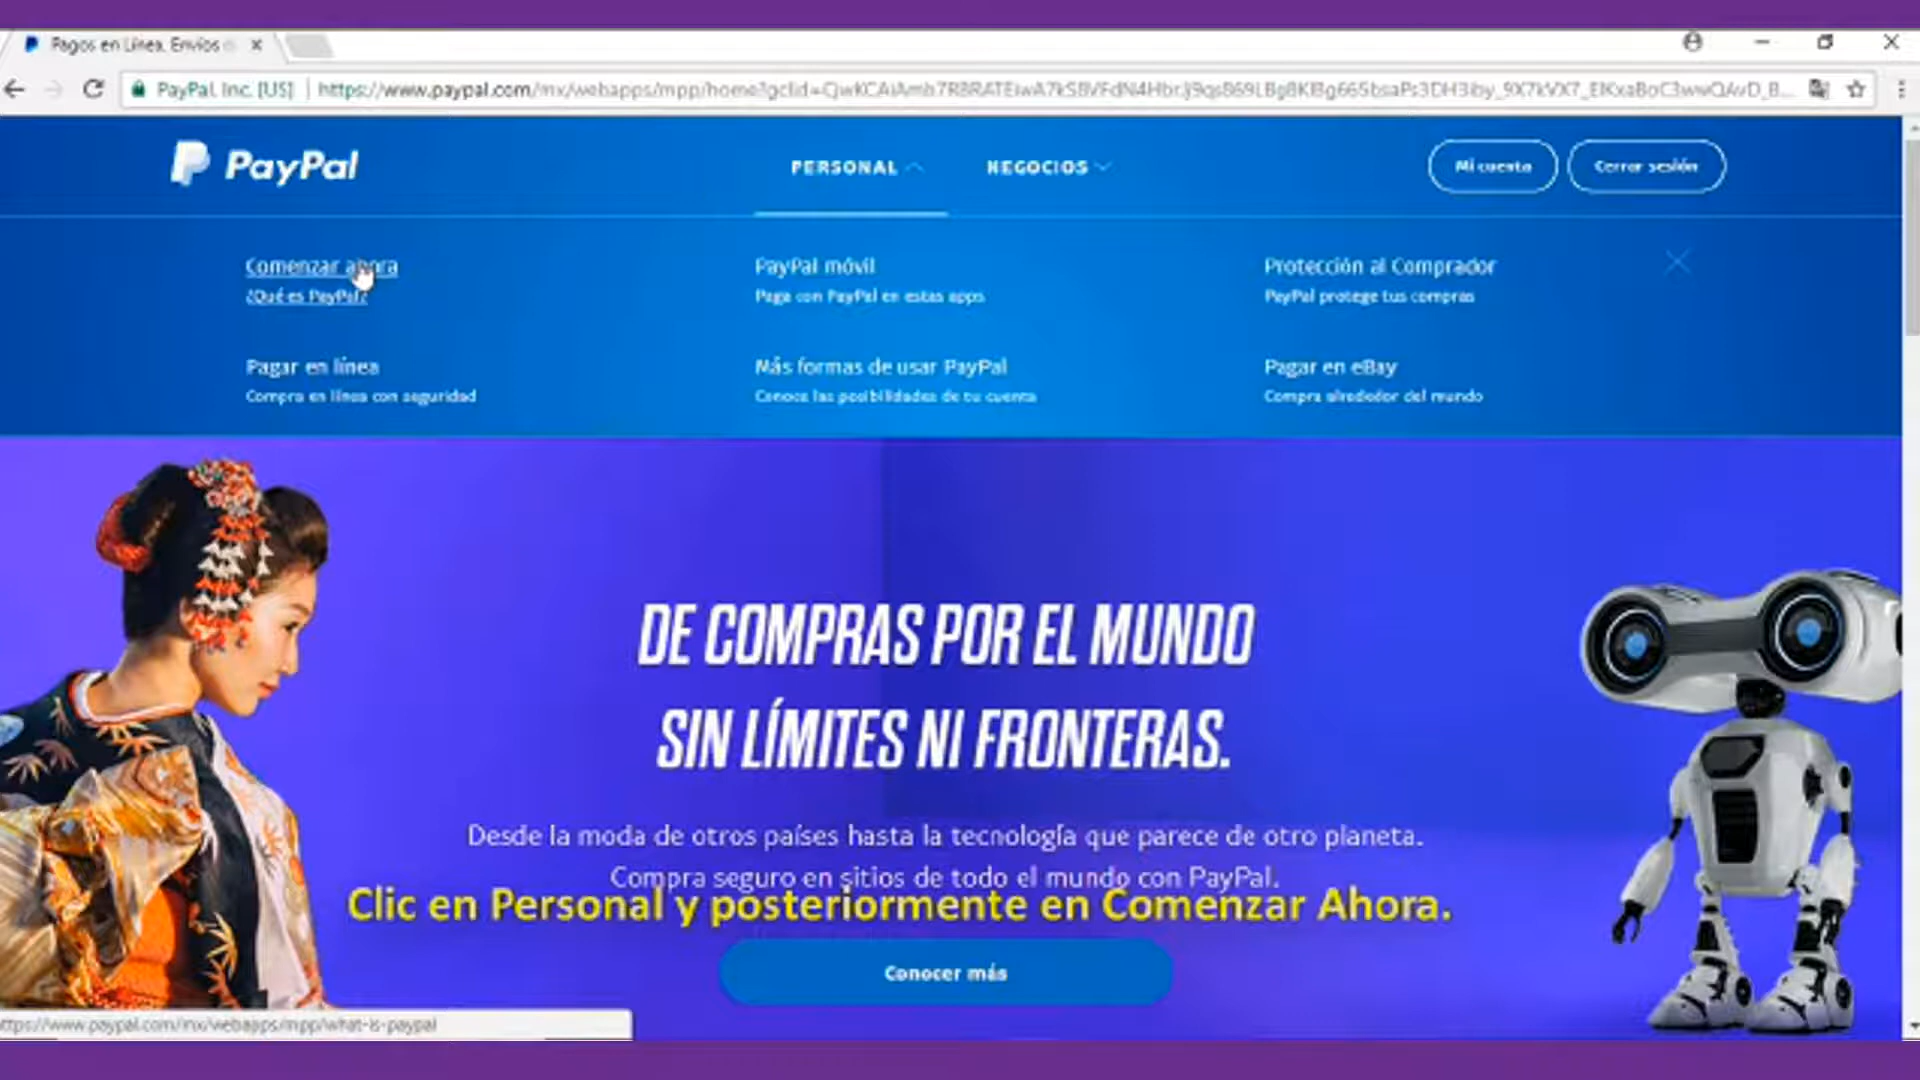 Pagos en Línea, Envíos
PayPal, Inc. [US] | https://www.paypal.com/mx/webapps/mpp/home?gclid=
PayPal
PERSONAL
NEGOCIOS
Mi cuenta
Cerrar sesión
Comenzar ahora
¿Qué es PayPal?
PayPal móvil
Paga con PayPal en estas apps
Protección al Comprador
PayPal protege tus compras
Pagar en línea
Compra en línea con seguridad
Más formas de usar PayPal
Conoce las posibilidades de tu cuenta
Pagar en eBay
Compra alrededor del mundo
DE COMPRAS POR EL MUNDO
SIN LÍMITES NI FRONTERAS.
Desde la moda de otros países hasta la tecnología que parece de otro planeta.
Compra seguro en sitios de todo el mundo con PayPal.
Clic en Personal y posteriormente en Comenzar Ahora.
Conocer más
ttps://www.paypal.com/mx/webapps/mpp/what-is-paypal